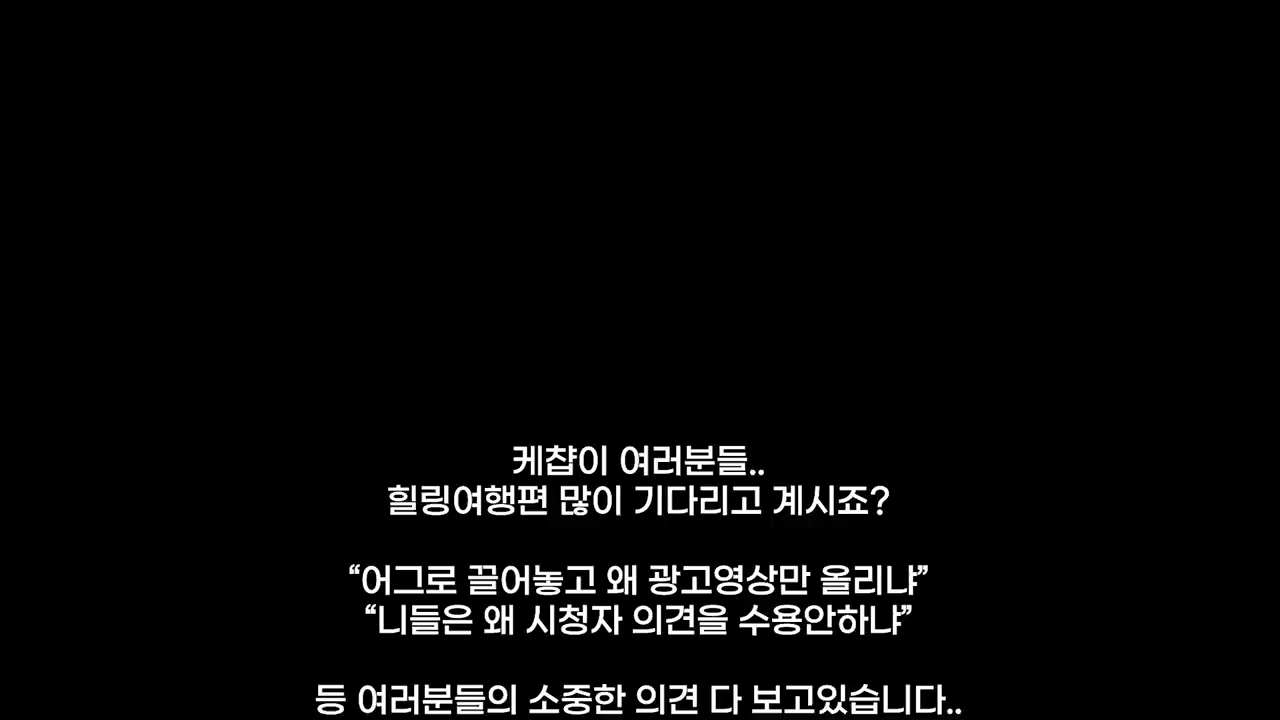 케챱이 여러분들..
힐링여행편 많이 기다리고 계시죠?
“어그로 끌어놓고 왜 광고영상만 올리냐”
“니들은 왜 시청자 의견을 수용안하냐”
등 여러분들의 소중한 의견 다 보고있습니다..